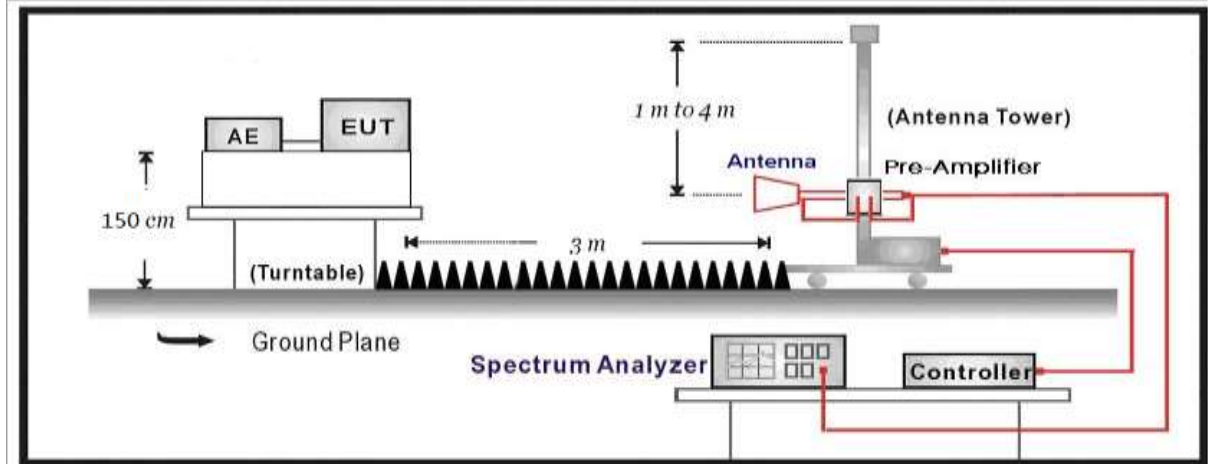 1 m to 4 m
(Antenna Tower)
AE
EUT
Antenna
Pre-Amplifier
150 cm
3 m
(Turntable)
Ground Plane
Spectrum Analyzer
Controller